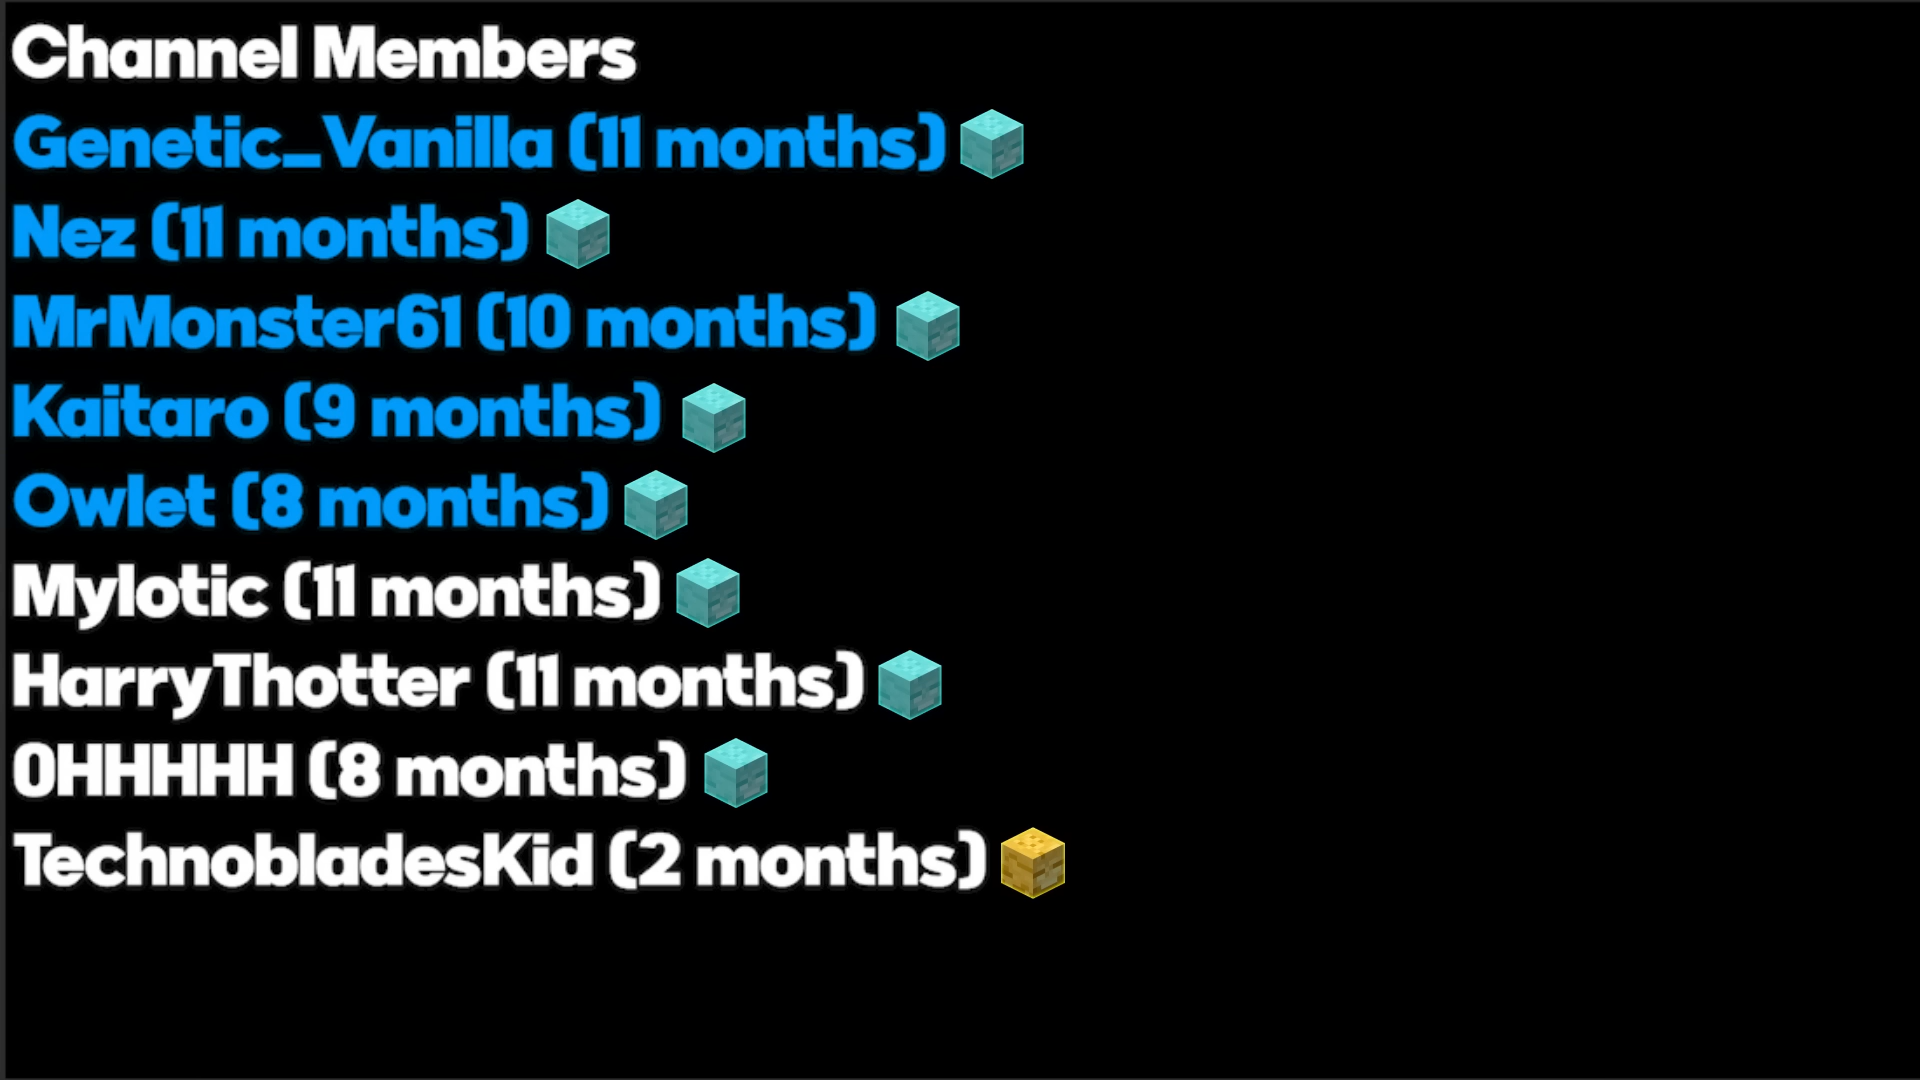 Channel Members
Genetic_Vanilla (11 months)
Nez (11 months)
MrMonster61 (10 months)
Kaitaro (9 months)
Owlet (8 months)
Mylotic (11 months)
HarryThotter (11 months)
0HHHHH (8 months)
TechnobladesKid (2 months)